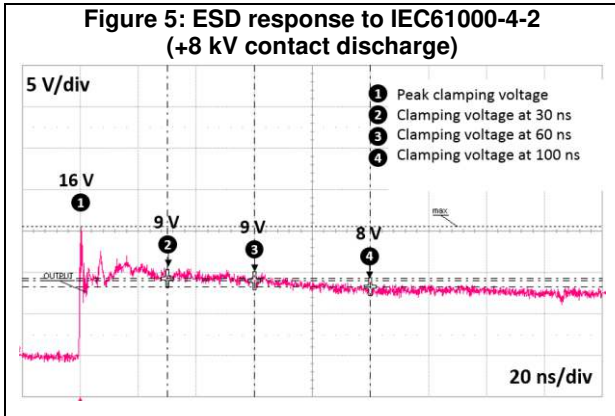 Figure 5: ESD response to IEC61000-4-2
(+8 kV contact discharge)
5 V/div
1 Peak clamping voltage
2 Clamping voltage at 30 ns
3 Clamping voltage at 60 ns
4 Clamping voltage at 100 ns
16 V
1
9 V
2
9 V
3
8 V
4
max
OUTPUT
20 ns/div